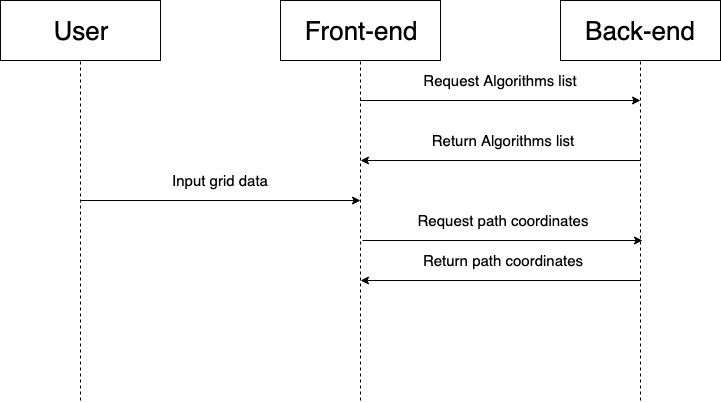 User
Front-end
Back-end
Request Algorithms list
Return Algorithms list
Input grid data
Request path coordinates
Return path coordinates